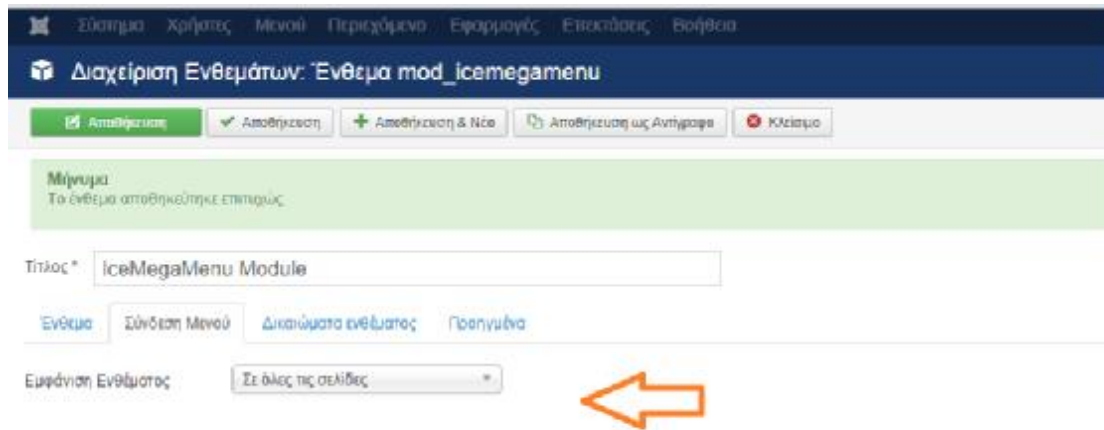 Σύστημα Χρήστες Μενού Περιεχόμενο Εφαρμογές Επεκτάσεις Βοήθεια
Διαχείριση Ενθεμάτων: Ένθεμα mod_icemegamenu
Αποθήκευση Αποθήκευση Αποθήκευση & Νέο Αποθήκευση ως Αντίγραφο Κλείσιμο
Μήνυμα
Το ένθεμα αποθηκεύτηκε επιτυχώς
Τίτλος * IceMegaMenu Module
Ένθεμα Σύνδεση Μενού Δικαιώματα ενθέματος Προηγμένα
Εμφάνιση Ενθέματος Σε όλες τις σελίδες